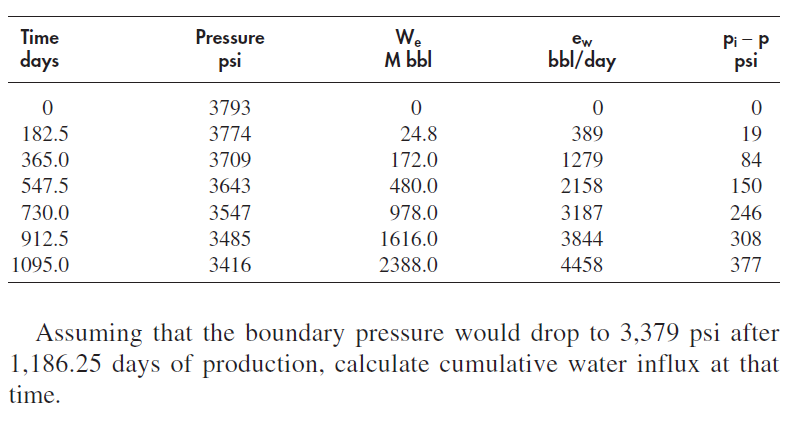 Time Pressure We ew pi – p
days psi M bbl bbl/day psi
0 3793 0 0 0
182.5 3774 24.8 389 19
365.0 3709 172.0 1279 84
547.5 3643 480.0 2158 150
730.0 3547 978.0 3187 246
912.5 3485 1616.0 3844 308
1095.0 3416 2388.0 4458 377
Assuming that the boundary pressure would drop to 3,379 psi after
1,186.25 days of production, calculate cumulative water influx at that
time.